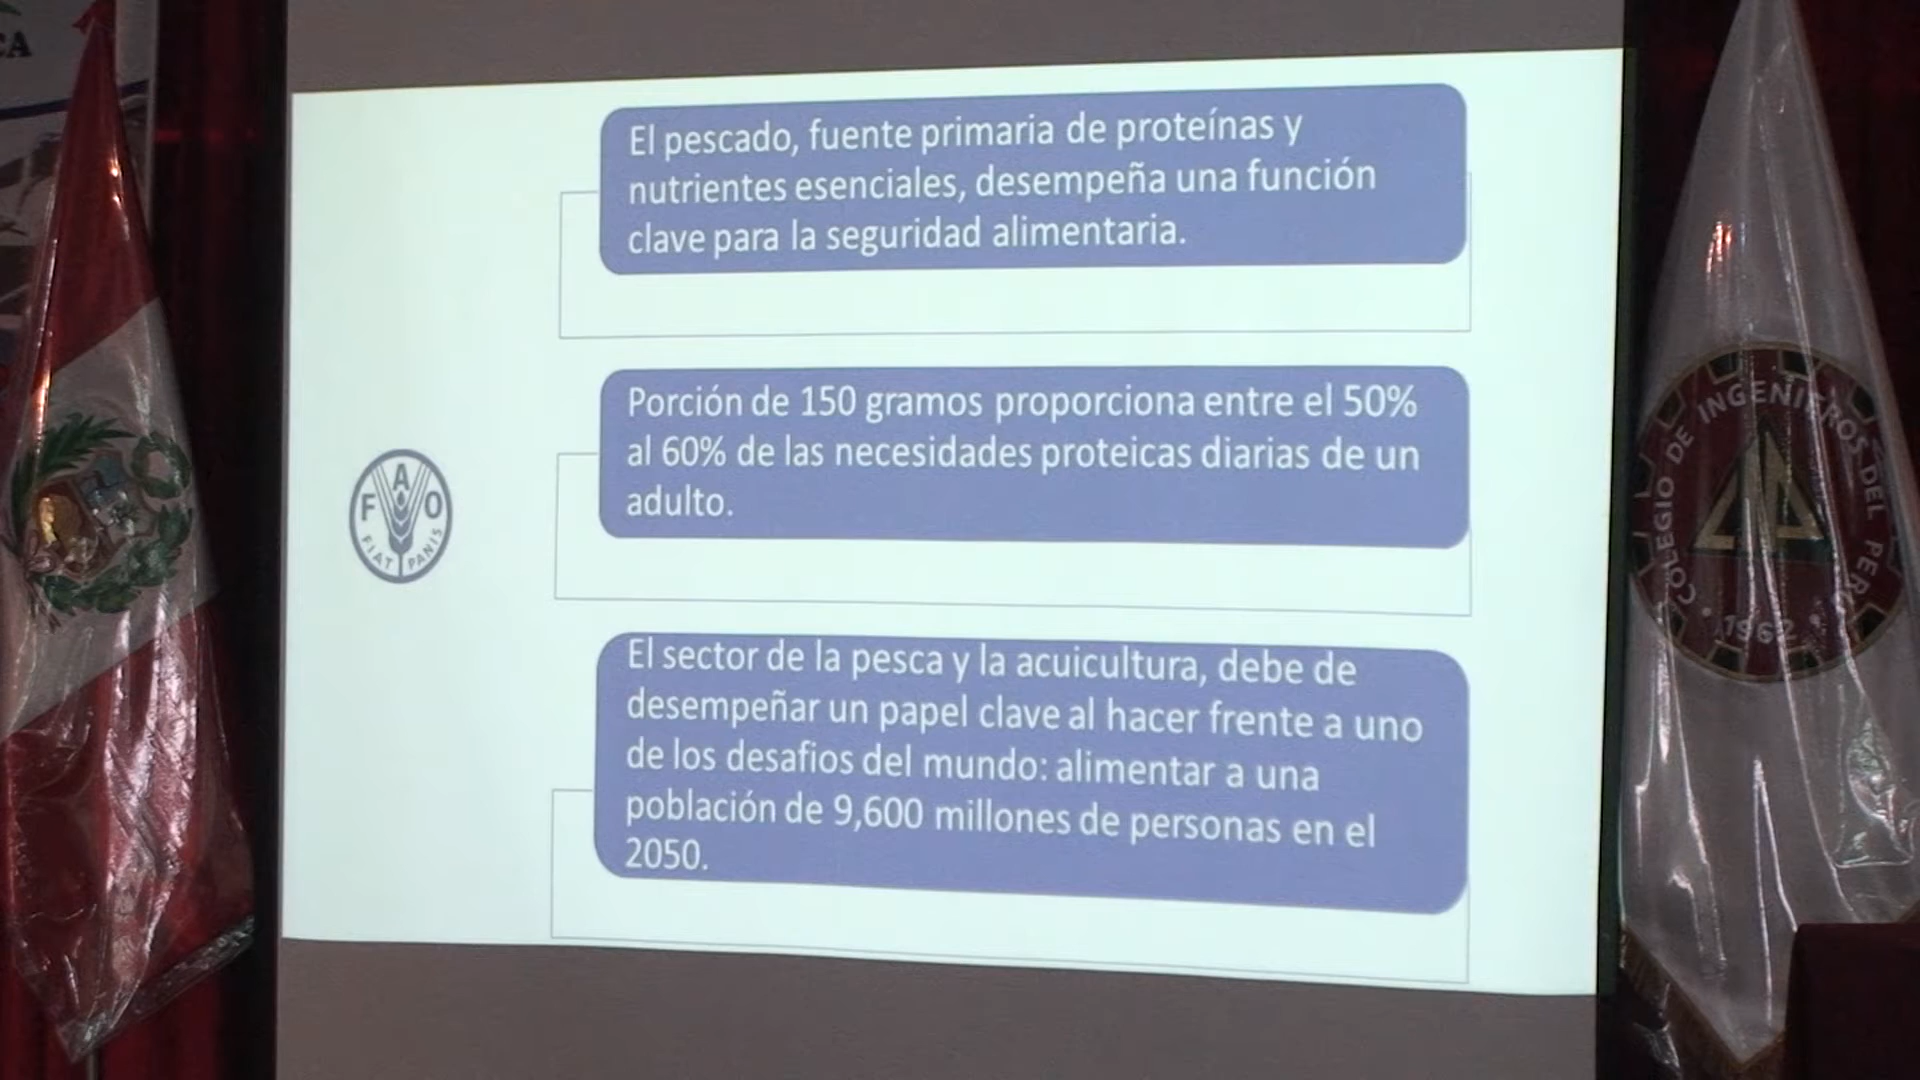 CA
El pescado, fuente primaria de proteínas y
nutrientes esenciales, desempeña una función
clave para la seguridad alimentaria.
Porción de 150 gramos proporciona entre el 50%
al 60% de las necesidades proteicas diarias de un
adulto.
FAO
FIAT PANIS
El sector de la pesca y la acuicultura, debe de
desempeñar un papel clave al hacer frente a uno
de los desafios del mundo: alimentar a una
población de 9,600 millones de personas en el
2050.
COLEGIO DE INGENIEROS DEL PERÚ
1962